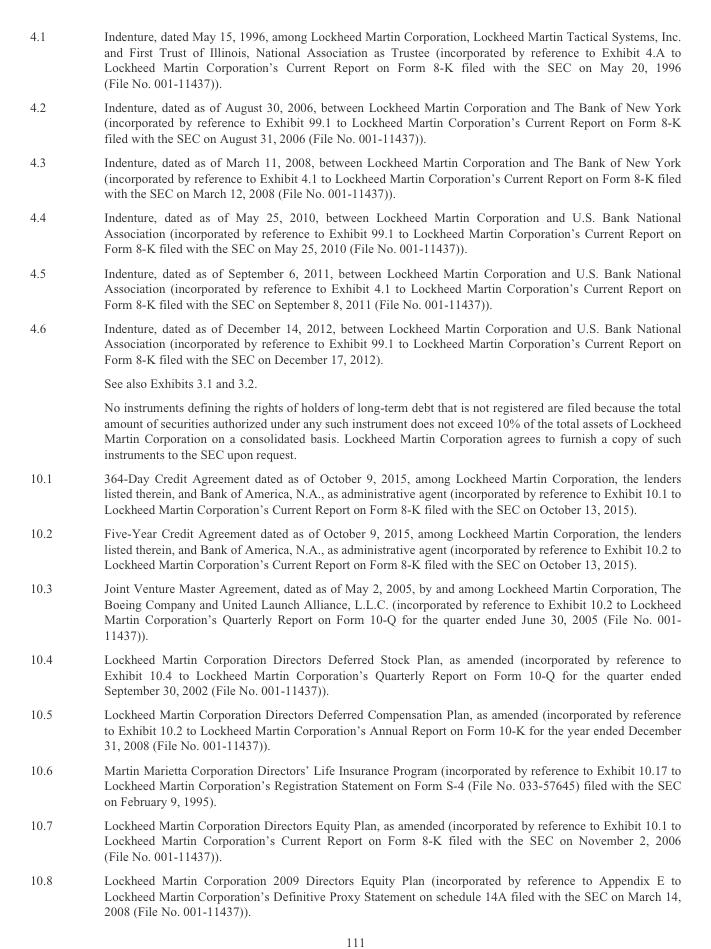 4.1 Indenture, dated May 15, 1996, among Lockheed Martin Corporation, Lockheed Martin Tactical Systems, Inc.
and First Trust of Illinois, National Association as Trustee (incorporated by reference to Exhibit 4.A to
Lockheed Martin Corporation’s Current Report on Form 8-K filed with the SEC on May 20, 1996
(File No. 001-11437)).
4.2 Indenture, dated as of August 30, 2006, between Lockheed Martin Corporation and The Bank of New York
(incorporated by reference to Exhibit 99.1 to Lockheed Martin Corporation’s Current Report on Form 8-K
filed with the SEC on August 31, 2006 (File No. 001-11437)).
4.3 Indenture, dated as of March 11, 2008, between Lockheed Martin Corporation and The Bank of New York
(incorporated by reference to Exhibit 4.1 to Lockheed Martin Corporation’s Current Report on Form 8-K filed
with the SEC on March 12, 2008 (File No. 001-11437)).
4.4 Indenture, dated as of May 25, 2010, between Lockheed Martin Corporation and U.S. Bank National
Association (incorporated by reference to Exhibit 99.1 to Lockheed Martin Corporation’s Current Report on
Form 8-K filed with the SEC on May 25, 2010 (File No. 001-11437)).
4.5 Indenture, dated as of September 6, 2011, between Lockheed Martin Corporation and U.S. Bank National
Association (incorporated by reference to Exhibit 4.1 to Lockheed Martin Corporation’s Current Report on
Form 8-K filed with the SEC on September 8, 2011 (File No. 001-11437)).
4.6 Indenture, dated as of December 14, 2012, between Lockheed Martin Corporation and U.S. Bank National
Association (incorporated by reference to Exhibit 99.1 to Lockheed Martin Corporation’s Current Report on
Form 8-K filed with the SEC on December 17, 2012).
See also Exhibits 3.1 and 3.2.
No instruments defining the rights of holders of long-term debt that is not registered are filed because the total
amount of securities authorized under any such instrument does not exceed 10% of the total assets of Lockheed
Martin Corporation on a consolidated basis. Lockheed Martin Corporation agrees to furnish a copy of such
instruments to the SEC upon request.
10.1 364-Day Credit Agreement dated as of October 9, 2015, among Lockheed Martin Corporation, the lenders
listed therein, and Bank of America, N.A., as administrative agent (incorporated by reference to Exhibit 10.1 to
Lockheed Martin Corporation’s Current Report on Form 8-K filed with the SEC on October 13, 2015).
10.2 Five-Year Credit Agreement dated as of October 9, 2015, among Lockheed Martin Corporation, the lenders
listed therein, and Bank of America, N.A., as administrative agent (incorporated by reference to Exhibit 10.2 to
Lockheed Martin Corporation’s Current Report on Form 8-K filed with the SEC on October 13, 2015).
10.3 Joint Venture Master Agreement, dated as of May 2, 2005, by and among Lockheed Martin Corporation, The
Boeing Company and United Launch Alliance, L.L.C. (incorporated by reference to Exhibit 10.2 to Lockheed
Martin Corporation’s Quarterly Report on Form 10-Q for the quarter ended June 30, 2005 (File No. 001-
11437)).
10.4 Lockheed Martin Corporation Directors Deferred Stock Plan, as amended (incorporated by reference to
Exhibit 10.4 to Lockheed Martin Corporation’s Quarterly Report on Form 10-Q for the quarter ended
September 30, 2002 (File No. 001-11437)).
10.5 Lockheed Martin Corporation Directors Deferred Compensation Plan, as amended (incorporated by reference
to Exhibit 10.2 to Lockheed Martin Corporation’s Annual Report on Form 10-K for the year ended December
31, 2008 (File No. 001-11437)).
10.6 Martin Marietta Corporation Directors’ Life Insurance Program (incorporated by reference to Exhibit 10.17 to
Lockheed Martin Corporation’s Registration Statement on Form S-4 (File No. 033-57645) filed with the SEC
on February 9, 1995).
10.7 Lockheed Martin Corporation Directors Equity Plan, as amended (incorporated by reference to Exhibit 10.1 to
Lockheed Martin Corporation’s Current Report on Form 8-K filed with the SEC on November 2, 2006
(File No. 001-11437)).
10.8 Lockheed Martin Corporation 2009 Directors Equity Plan (incorporated by reference to Appendix E to
Lockheed Martin Corporation’s Definitive Proxy Statement on schedule 14A filed with the SEC on March 14,
2008 (File No. 001-11437)).
111